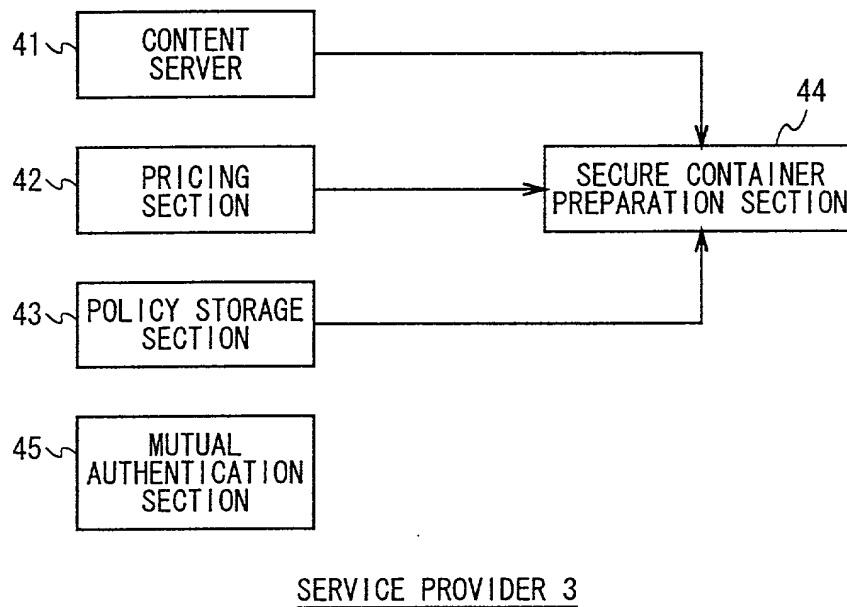 41
CONTENT
SERVER
44
42
PRICING
SECTION
SECURE CONTAINER
PREPARATION SECTION
43
POLICY STORAGE
SECTION
45
MUTUAL
AUTHENTICATION
SECTION
SERVICE PROVIDER 3